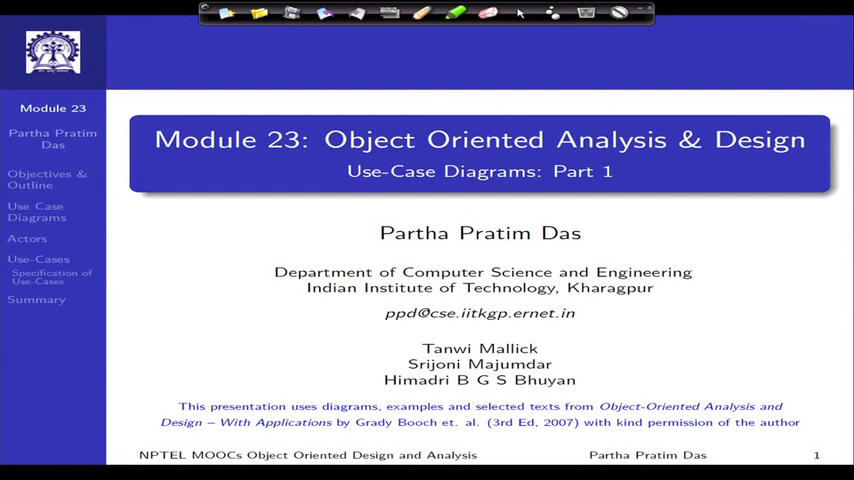 Module 23
Partha Pratim
Das
Objectives &
Outline
Use Case
Diagrams
Actors
Use-Cases
Specification of
Use-Cases
Summary
Module 23: Object Oriented Analysis & Design
Use-Case Diagrams: Part 1
Partha Pratim Das
Department of Computer Science and Engineering
Indian Institute of Technology, Kharagpur
ppd@cse.iitkgp.ernet.in
Tanwi Mallick
Srijoni Majumdar
Himadri B G S Bhuyan
This presentation uses diagrams, examples and selected texts from Object-Oriented Analysis and
Design – With Applications by Grady Booch et. al. (3rd Ed, 2007) with kind permission of the author
NPTEL MOOCs Object Oriented Design and Analysis
Partha Pratim Das
1